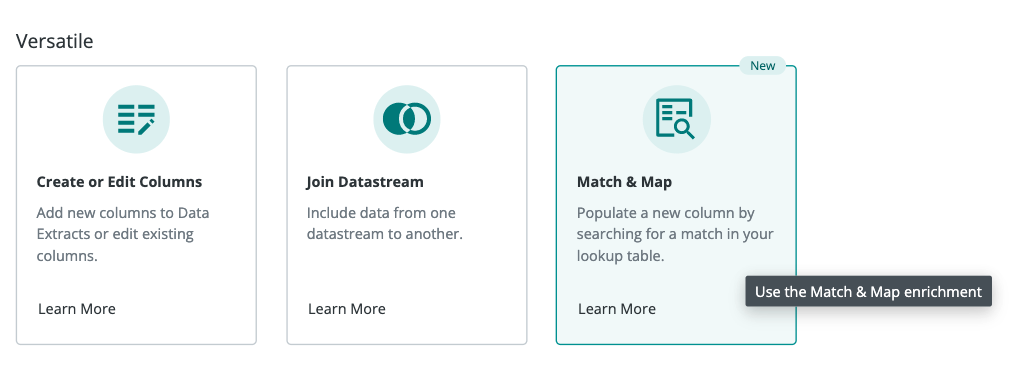 Versatile
New
Create or Edit Columns
Add new columns to Data
Extracts or edit existing
columns.
Learn More
Join Datastream
Include data from one
datastream to another.
Learn More
Match & Map
Populate a new column by
searching for a match in your
lookup table.
Learn More
Use the Match & Map enrichment